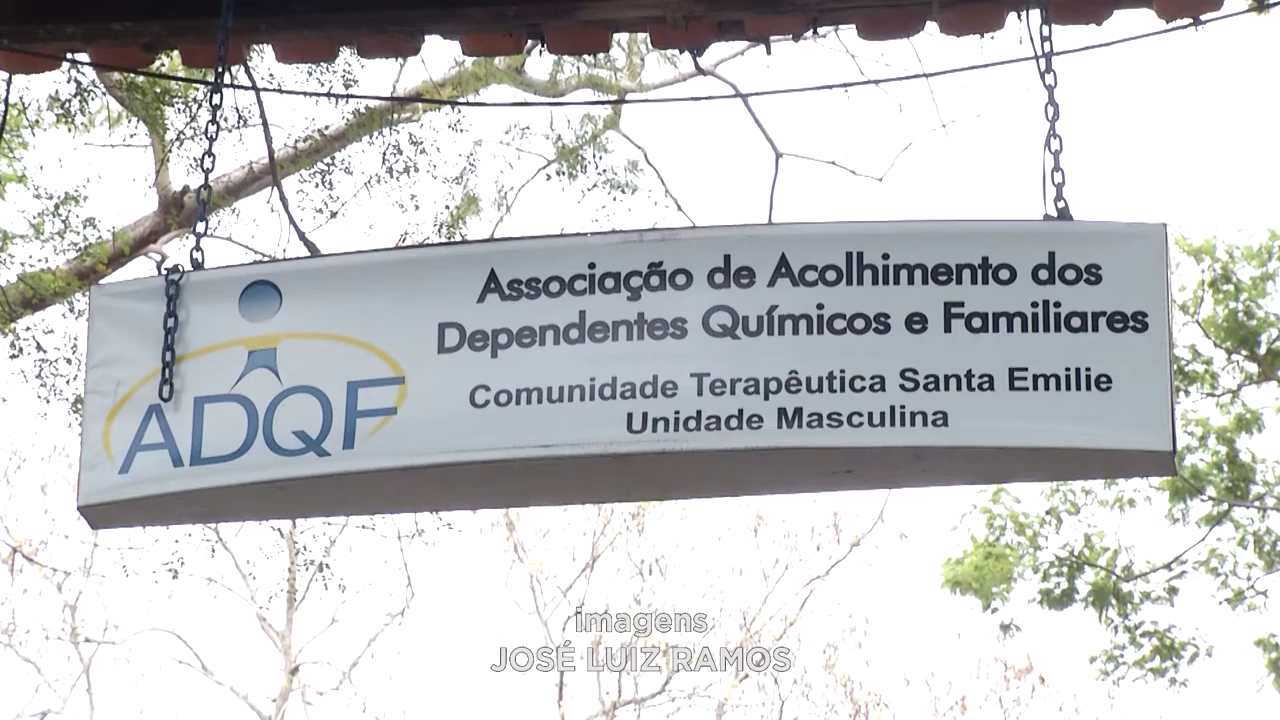 ADQF
Associação de Acolhimento dos
Dependentes Químicos e Familiares
Comunidade Terapêutica Santa Emilie
Unidade Masculina
imagens
JOSÉ LUIZ RAMOS